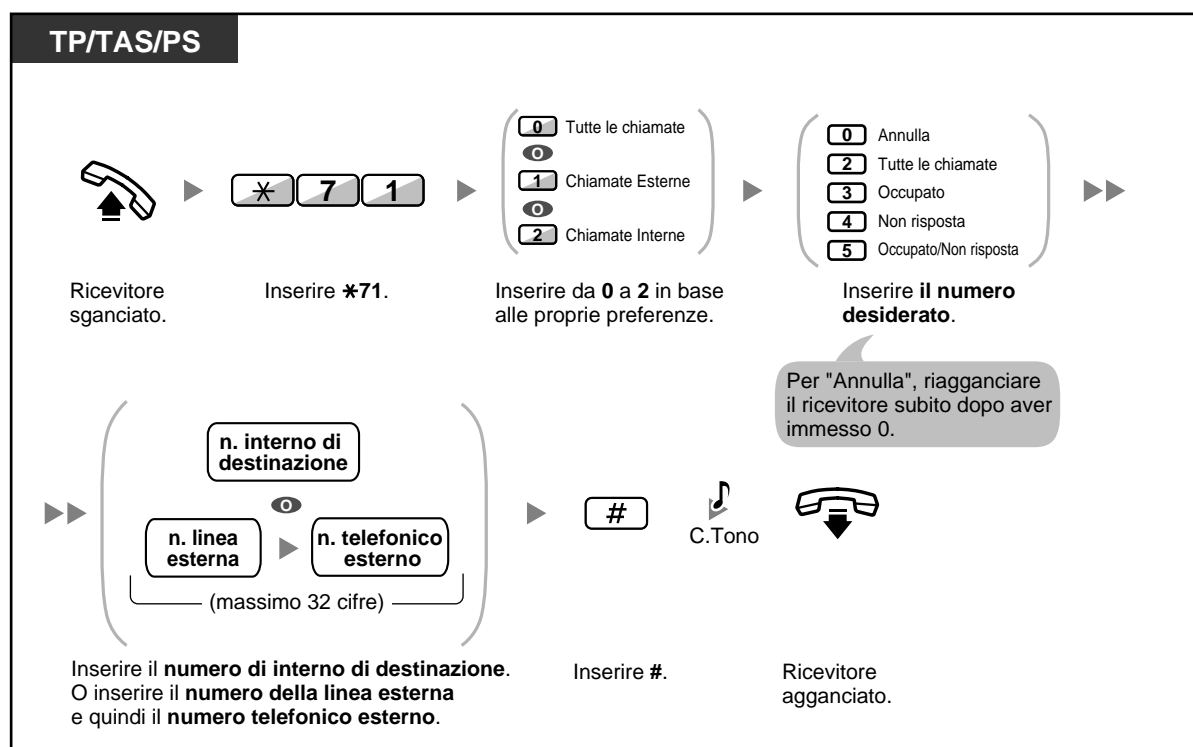 TP/TAS/PS
0 Tutte le chiamate
O
1 Chiamate Esterne
O
2 Chiamate Interne
0 Annulla
2 Tutte le chiamate
3 Occupato
4 Non risposta
5 Occupato/Non risposta
* 7 1
Ricevitore
sganciato.
Inserire *71.
Inserire da 0 a 2 in base
alle proprie preferenze.
Inserire il numero
desiderato.
Per "Annulla", riagganciare
il ricevitore subito dopo aver
immesso 0.
n. interno di
destinazione
O
n. linea
esterna
n. telefonico
esterno
(massimo 32 cifre)
#
C.Tono
Inserire il numero di interno di destinazione.
O inserire il numero della linea esterna
e quindi il numero telefonico esterno.
Inserire #.
Ricevitore
agganciato.